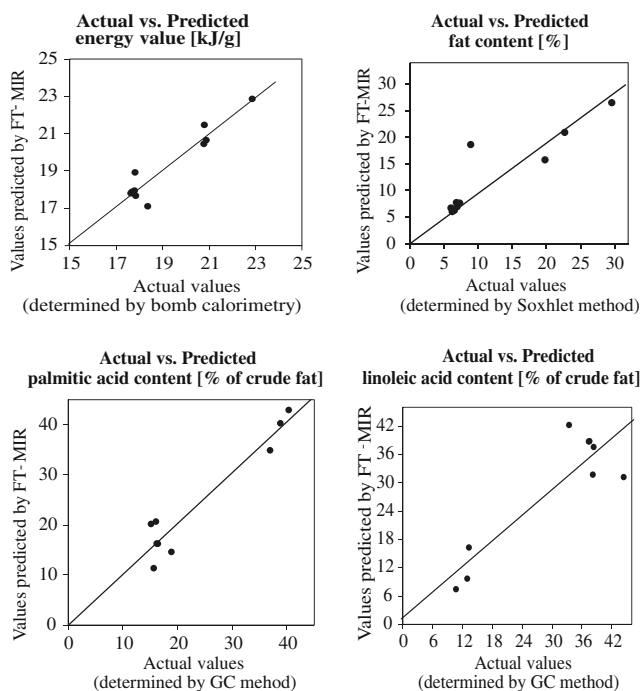 Actual vs. Predicted
energy value [kJ/g]
Values predicted by FT- MIR
25
23
21
19
17
15
15 17 19 21 23 25
Actual values
(determined by bomb calorimetry)
Actual vs. Predicted
fat content [%]
Values predicted by FT-MIR
30
25
20
15
10
5
0
0 5 10 15 20 25 30
Actual values
(determined by Soxhlet method)
Actual vs. Predicted
palmitic acid content [% of crude fat]
Values predicted by FT -MIR
40
30
20
10
0
0 10 20 30 40
Actual values
(determined by GC mehod)
Actual vs. Predicted
linoleic acid content [% of crude fat]
Values predicted by FT -MIR
42
36
30
24
18
12
6
0
0 6 12 18 24 30 36 42
Actual values
(determined by GC method)